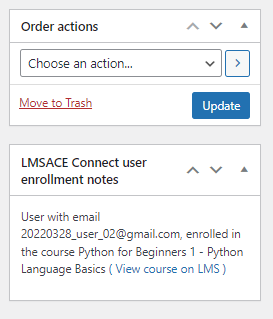 Order actions
Choose an action...
Move to Trash
Update
LMSACE Connect user
enrollment notes
User with email
20220328_user_02@gmail.com, enrolled in
the course Python for Beginners 1 - Python
Language Basics ( View course on LMS )